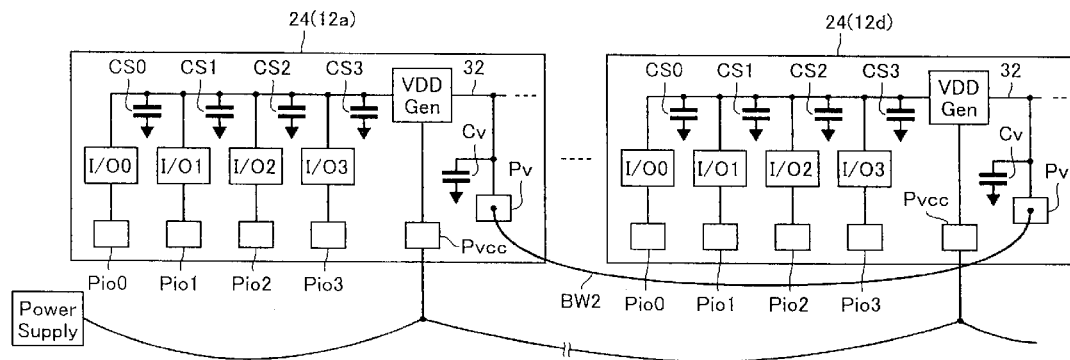 24(12a)
24(12d)
CS0 CS1 CS2 CS3 VDD Gen 32
CS0 CS1 CS2 CS3 VDD Gen 32
Cv
Cv
I/O0 I/O1 I/O2 I/O3
Pv
I/O0 I/O1 I/O2 I/O3
Pv
Pvcc
Pvcc
Pio0 Pio1 Pio2 Pio3
BW2
Pio0 Pio1 Pio2 Pio3
Power
Supply